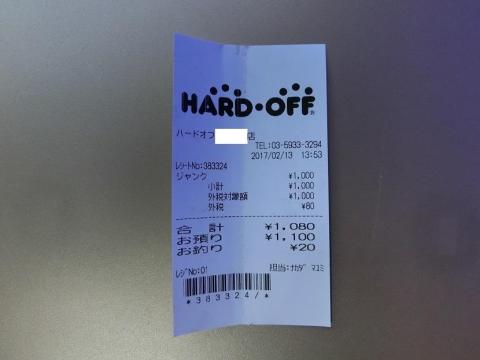 HARD・OFF
ハードオフ 店
TEL:03-5933-3294
2017/02/13 13:53
ﾚｼｰﾄNo:383324
ジャンク ¥1,000
小計 ¥1,000
外税対象額 ¥1,000
外税 ¥80
合計 ¥1,080
お預り ¥1,100
お釣り ¥20
ﾚｼﾞNo:01 担当:ﾅｶﾀﾞ ﾏﾕﾐ
*383324/*